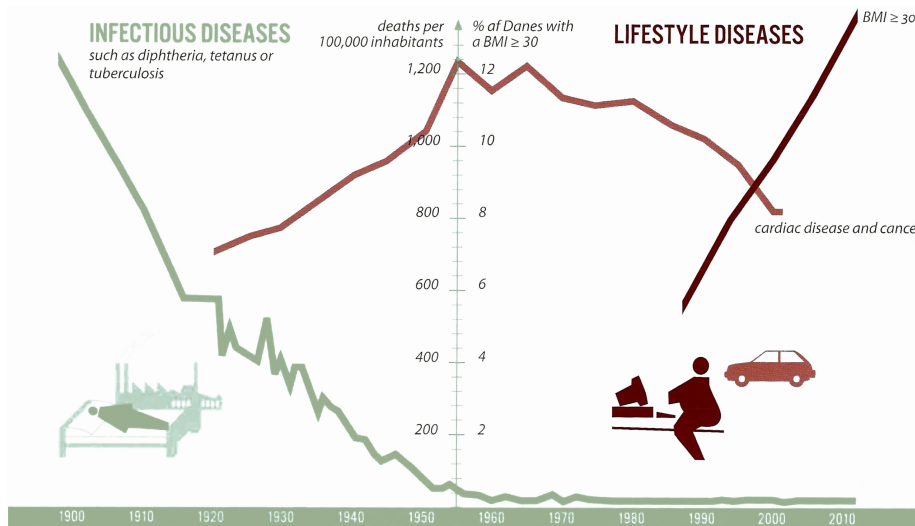 INFECTIOUS DISEASES
such as diphtheria, tetanus or
tuberculosis
deaths per
100,000 inhabitants
% af Danes with
a BMI ≥ 30
LIFESTYLE DISEASES
BMI ≥ 30
1,200 12
1,000 10
800 8
cardiac disease and cance
600 6
400 4
200 2
1900 1910 1920 1930 1940 1950 1960 1970 1980 1990 2000 2010